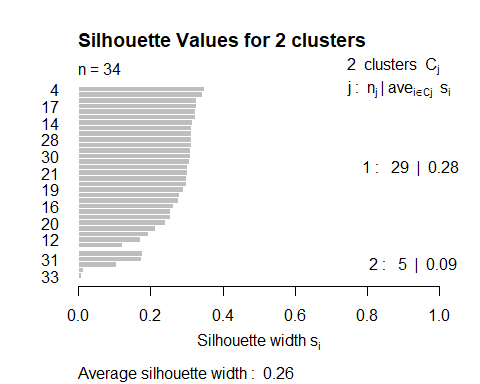 Silhouette Values for 2 clusters
n = 34
2 clusters Cj
j : nj | avei∈Cj si
4
17
14
28
30
21
19
16
20
12
31
33
1 : 29 | 0.28
2 : 5 | 0.09
0.0 0.2 0.4 0.6 0.8 1.0
Silhouette width si
Average silhouette width : 0.26